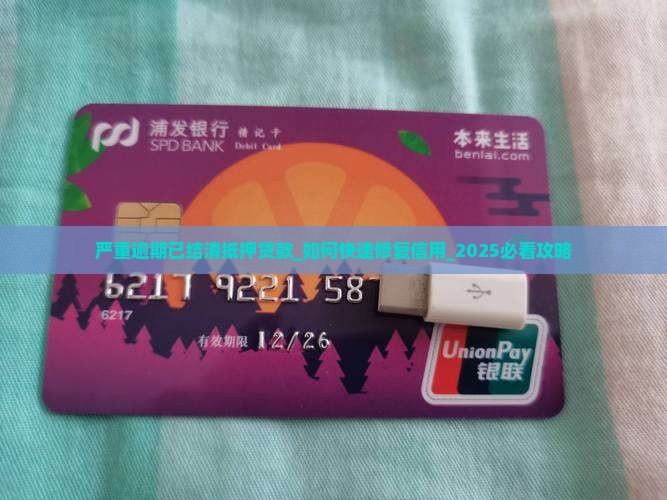 浦发银行 借记卡
SPD BANK Debit Card
本来生活
benlai.com
严重逾期已结清抵押贷款_如何快速修复信用_2025必看攻略
6217 9221 58
6217
有效期限 12/26
UnionPay
银联